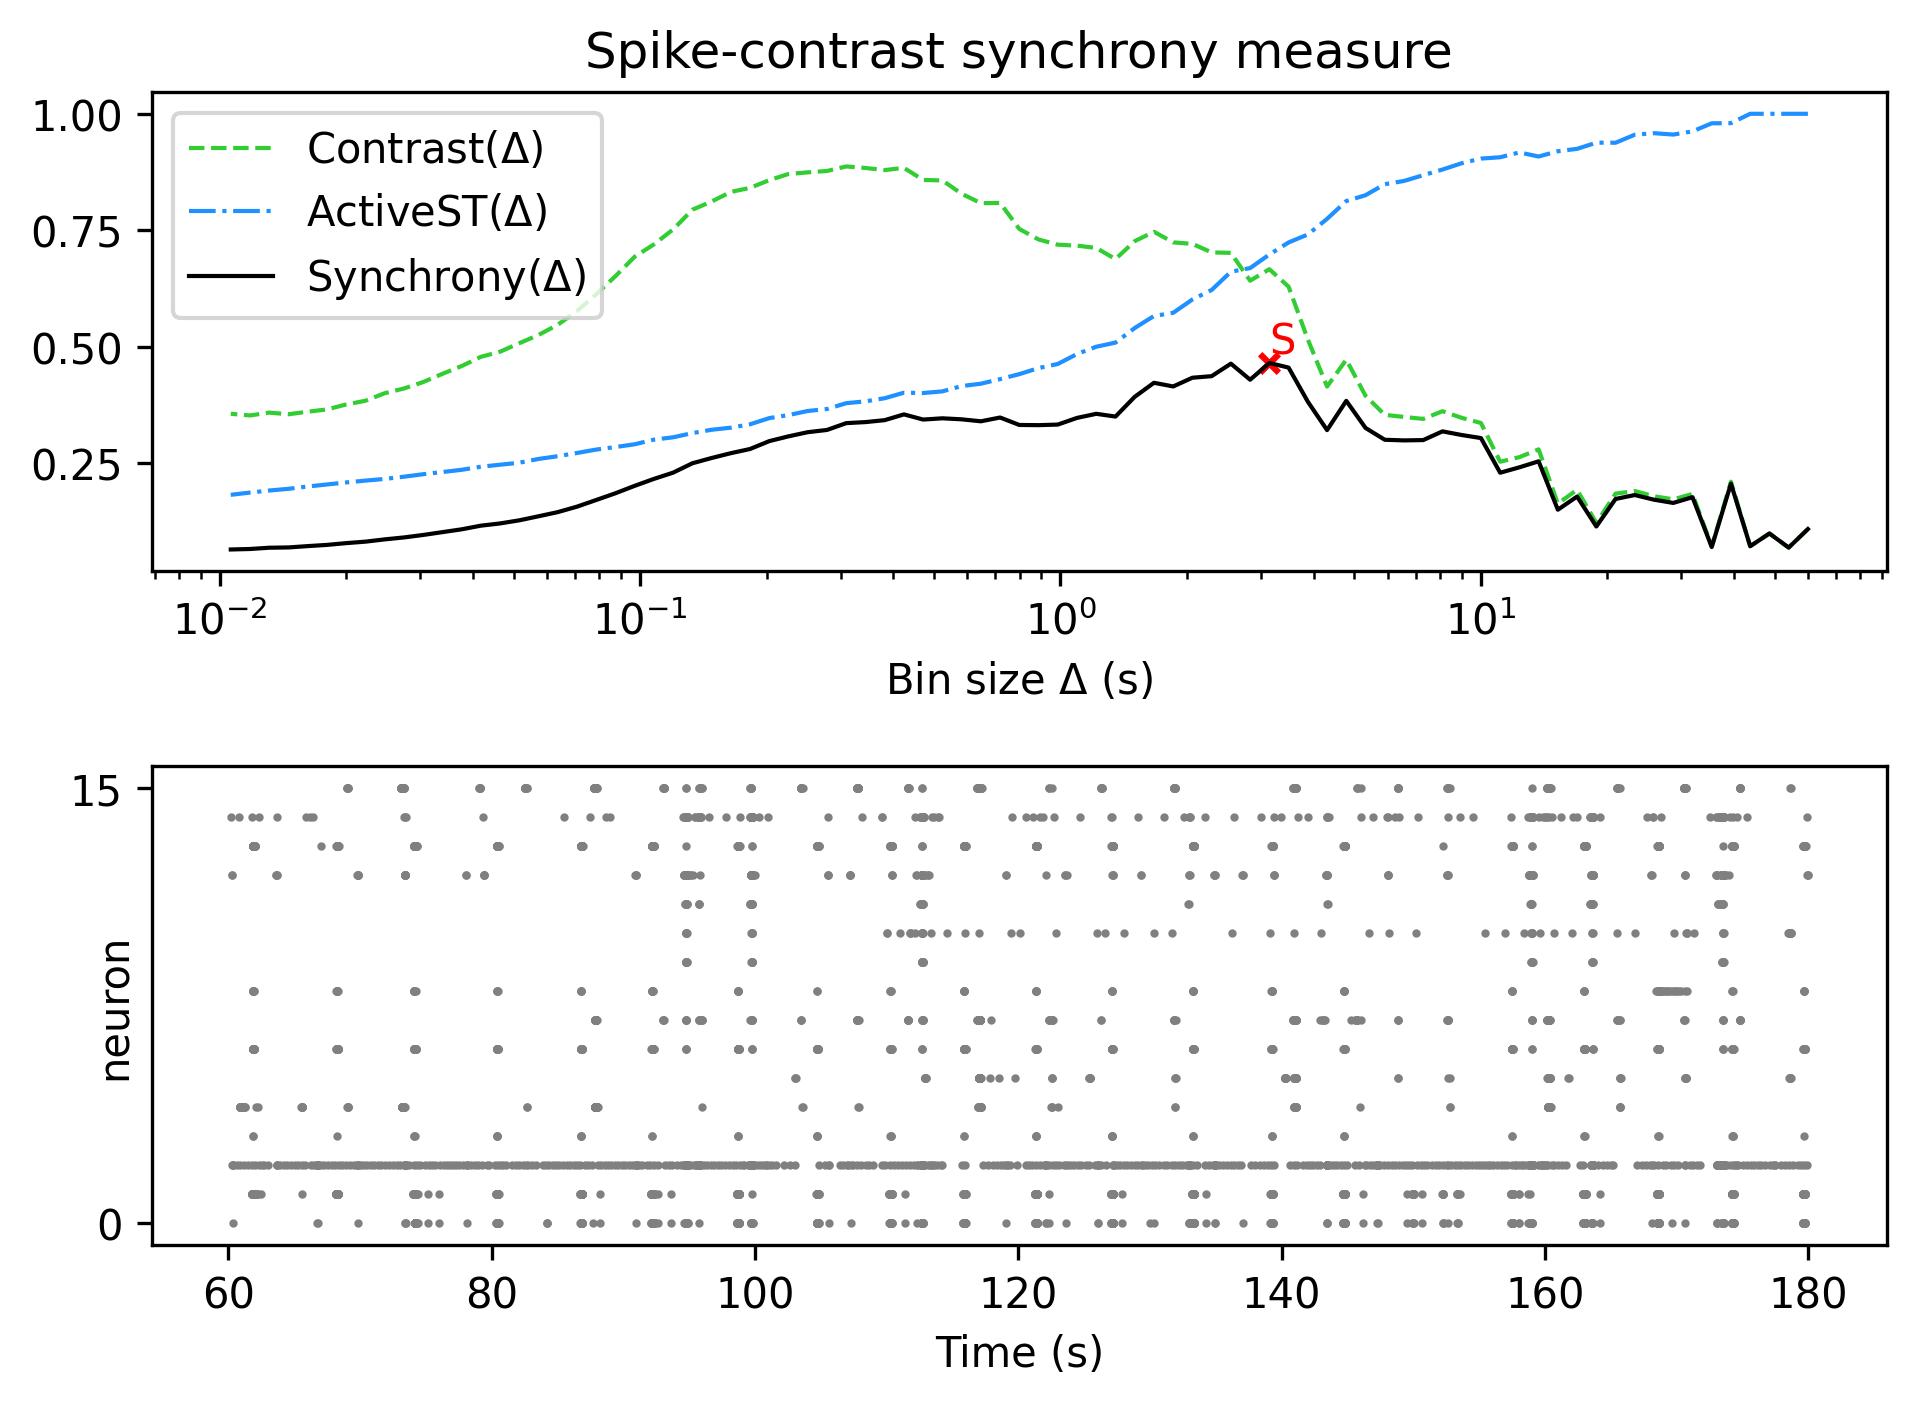 Spike-contrast synchrony measure
1.00
0.75
0.50
0.25
Contrast(Δ)
ActiveST(Δ)
Synchrony(Δ)
S
10⁻² 10⁻¹ 10⁰ 10¹
Bin size Δ (s)
15
0
neuron
60 80 100 120 140 160 180
Time (s)